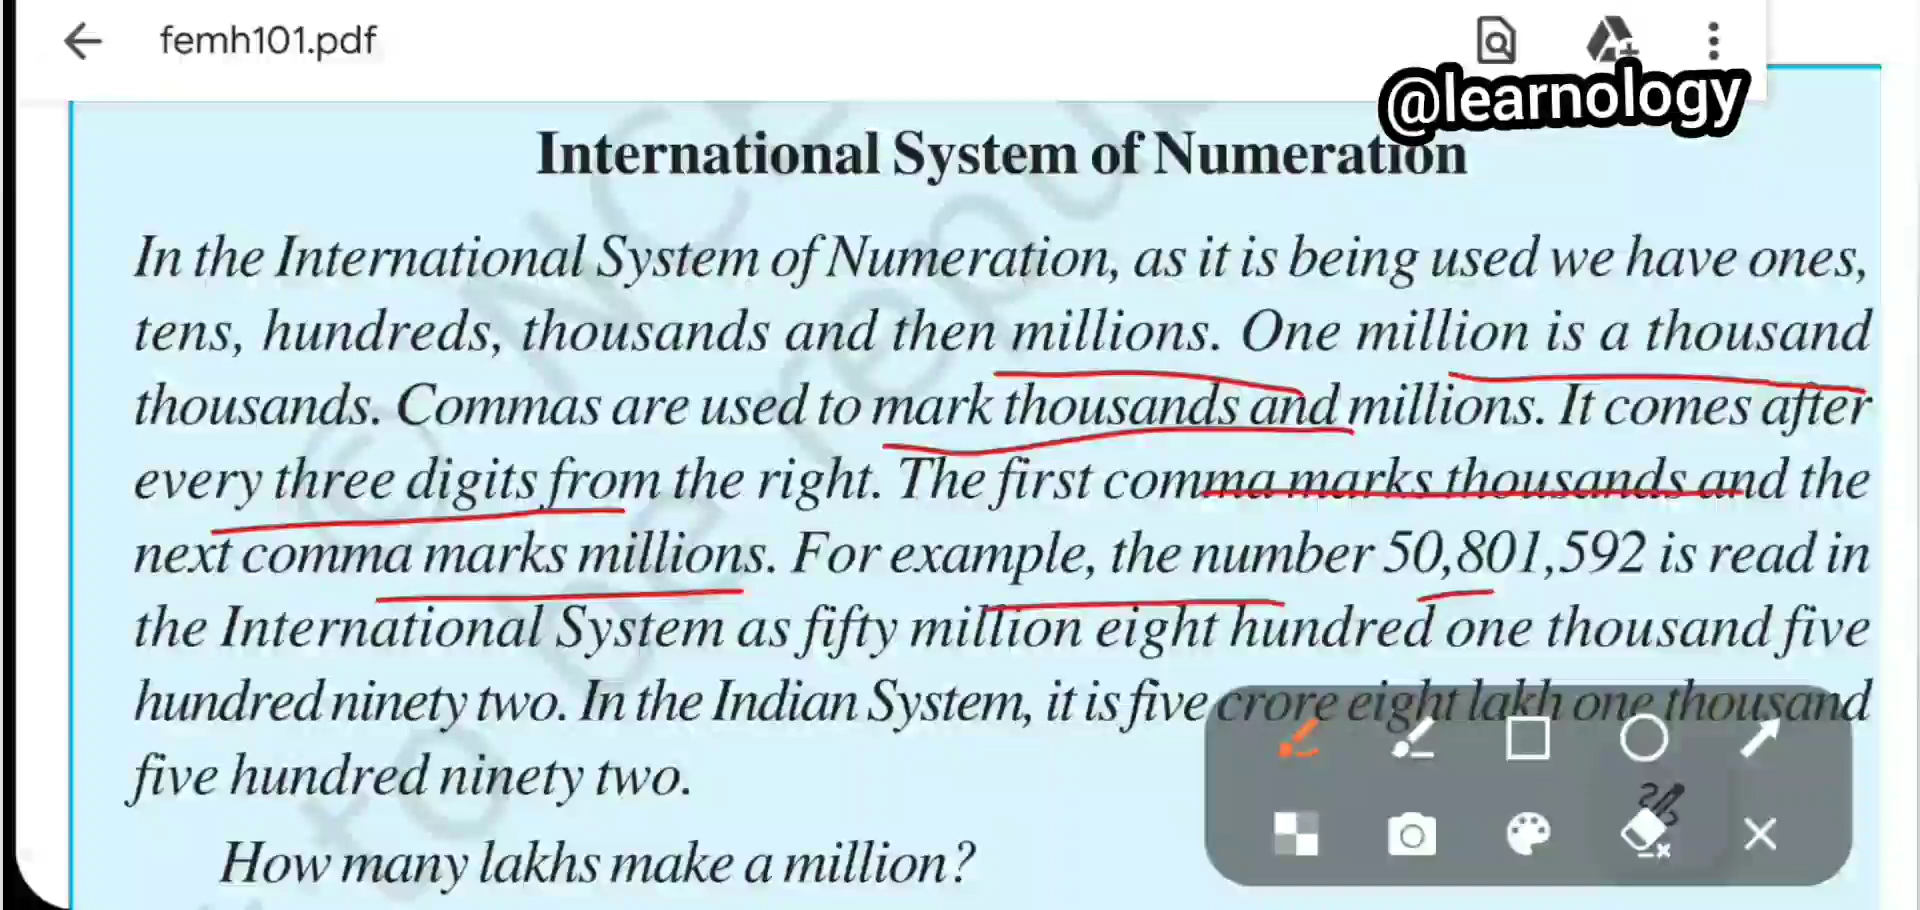 femh101.pdf
@learnology
International System of Numeration
In the International System of Numeration, as it is being used we have ones,
tens, hundreds, thousands and then millions. One million is a thousand
thousands. Commas are used to mark thousands and millions. It comes after
every three digits from the right. The first comma marks thousands and the
next comma marks millions. For example, the number 50,801,592 is read in
the International System as fifty million eight hundred one thousand five
hundred ninety two. In the Indian System, it is five crore eight lakh one thousand
five hundred ninety two.
How many lakhs make a million?